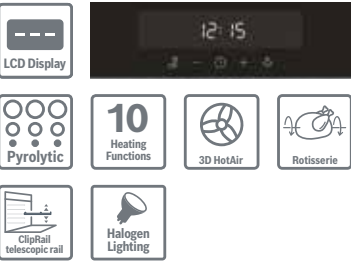 12:15
LCD Display
Pyrolytic
10
Heating
Functions
3D HotAir
Rotisserie
ClipRail
telescopic rail
Halogen
Lighting